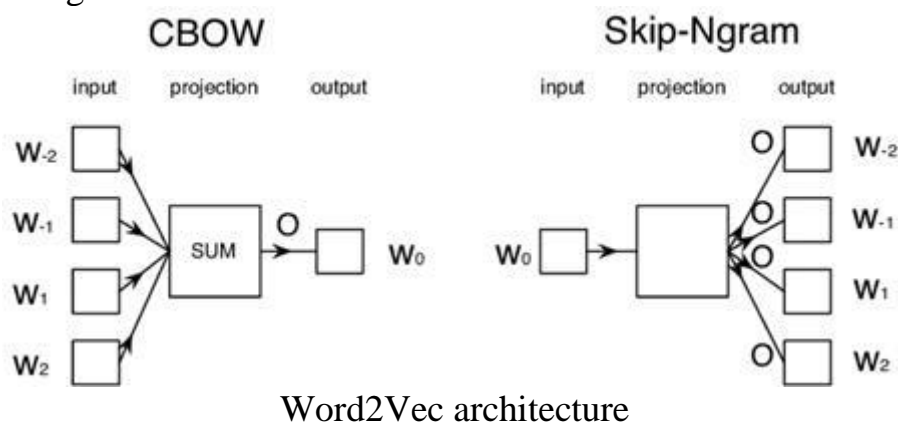 CBOW
Skip-Ngram
input projection output
input projection output
W-2
W-1
W1
W2
SUM
O
W0
W0
O
O
O
O
W-2
W-1
W1
W2
Word2Vec architecture